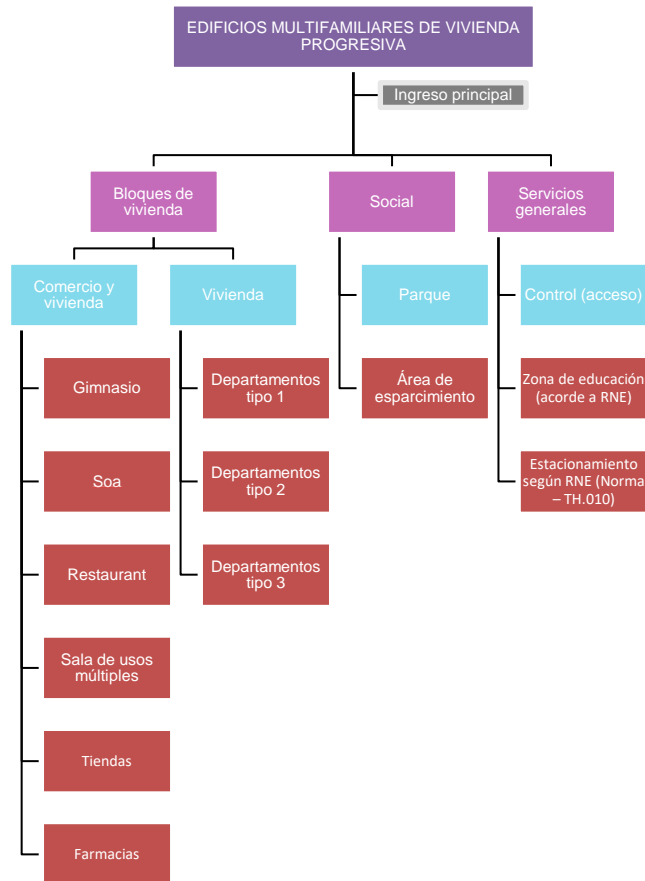 EDIFICIOS MULTIFAMILIARES DE VIVIENDA
PROGRESIVA
Ingreso principal
Bloques de
vivienda
Social
Servicios
generales
Comercio y
vivienda
Vivienda
Parque
Control (acceso)
Gimnasio
Departamentos
tipo 1
Área de
esparcimiento
Zona de educación
(acorde a RNE)
Soa
Departamentos
tipo 2
Estacionamiento
según RNE (Norma
– TH.010)
Restaurant
Departamentos
tipo 3
Sala de usos
múltiples
Tiendas
Farmacias